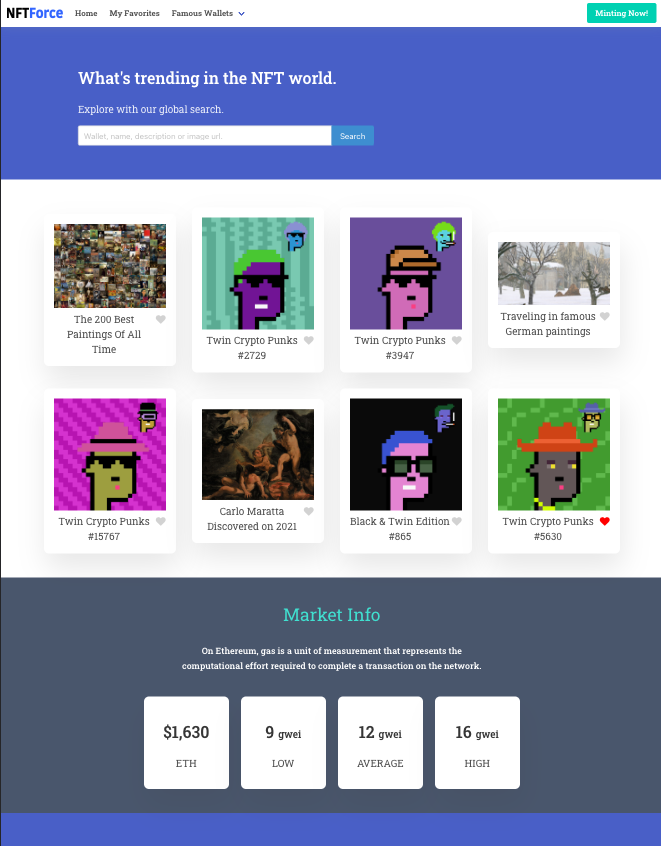 NFTForce
Home
My Favorites
Famous Wallets
Minting Now!
What's trending in the NFT world.
Explore with our global search.
Wallet, name, description or image url.
Search
The 200 Best
Paintings Of All
Time
Twin Crypto Punks
#2729
Twin Crypto Punks
#3947
Traveling in famous
German paintings
Twin Crypto Punks
#15767
Carlo Maratta
Discovered on 2021
Black & Twin Edition
#865
Twin Crypto Punks
#5630
Market Info
On Ethereum, gas is a unit of measurement that represents the
computational effort required to complete a transaction on the network.
$1,630
ETH
9 gwei
LOW
12 gwei
AVERAGE
16 gwei
HIGH